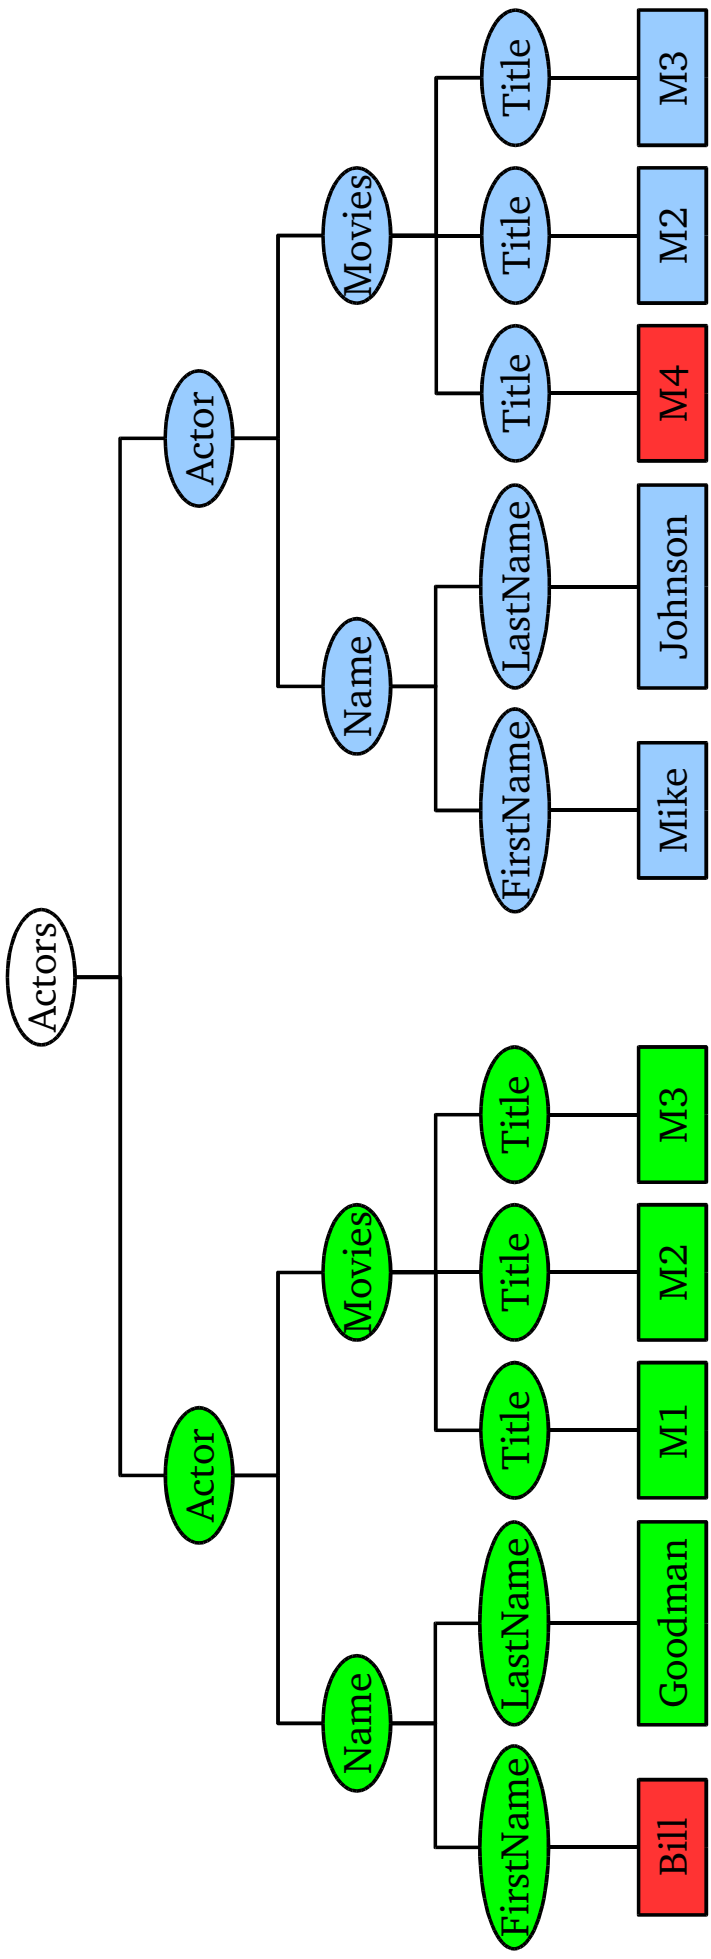 Actors
Actor
Actor
Name
Movies
Name
Movies
FirstName
LastName
Title
Title
Title
FirstName
LastName
Title
Title
Title
Bill
Goodman
M1
M2
M3
Mike
Johnson
M4
M2
M3